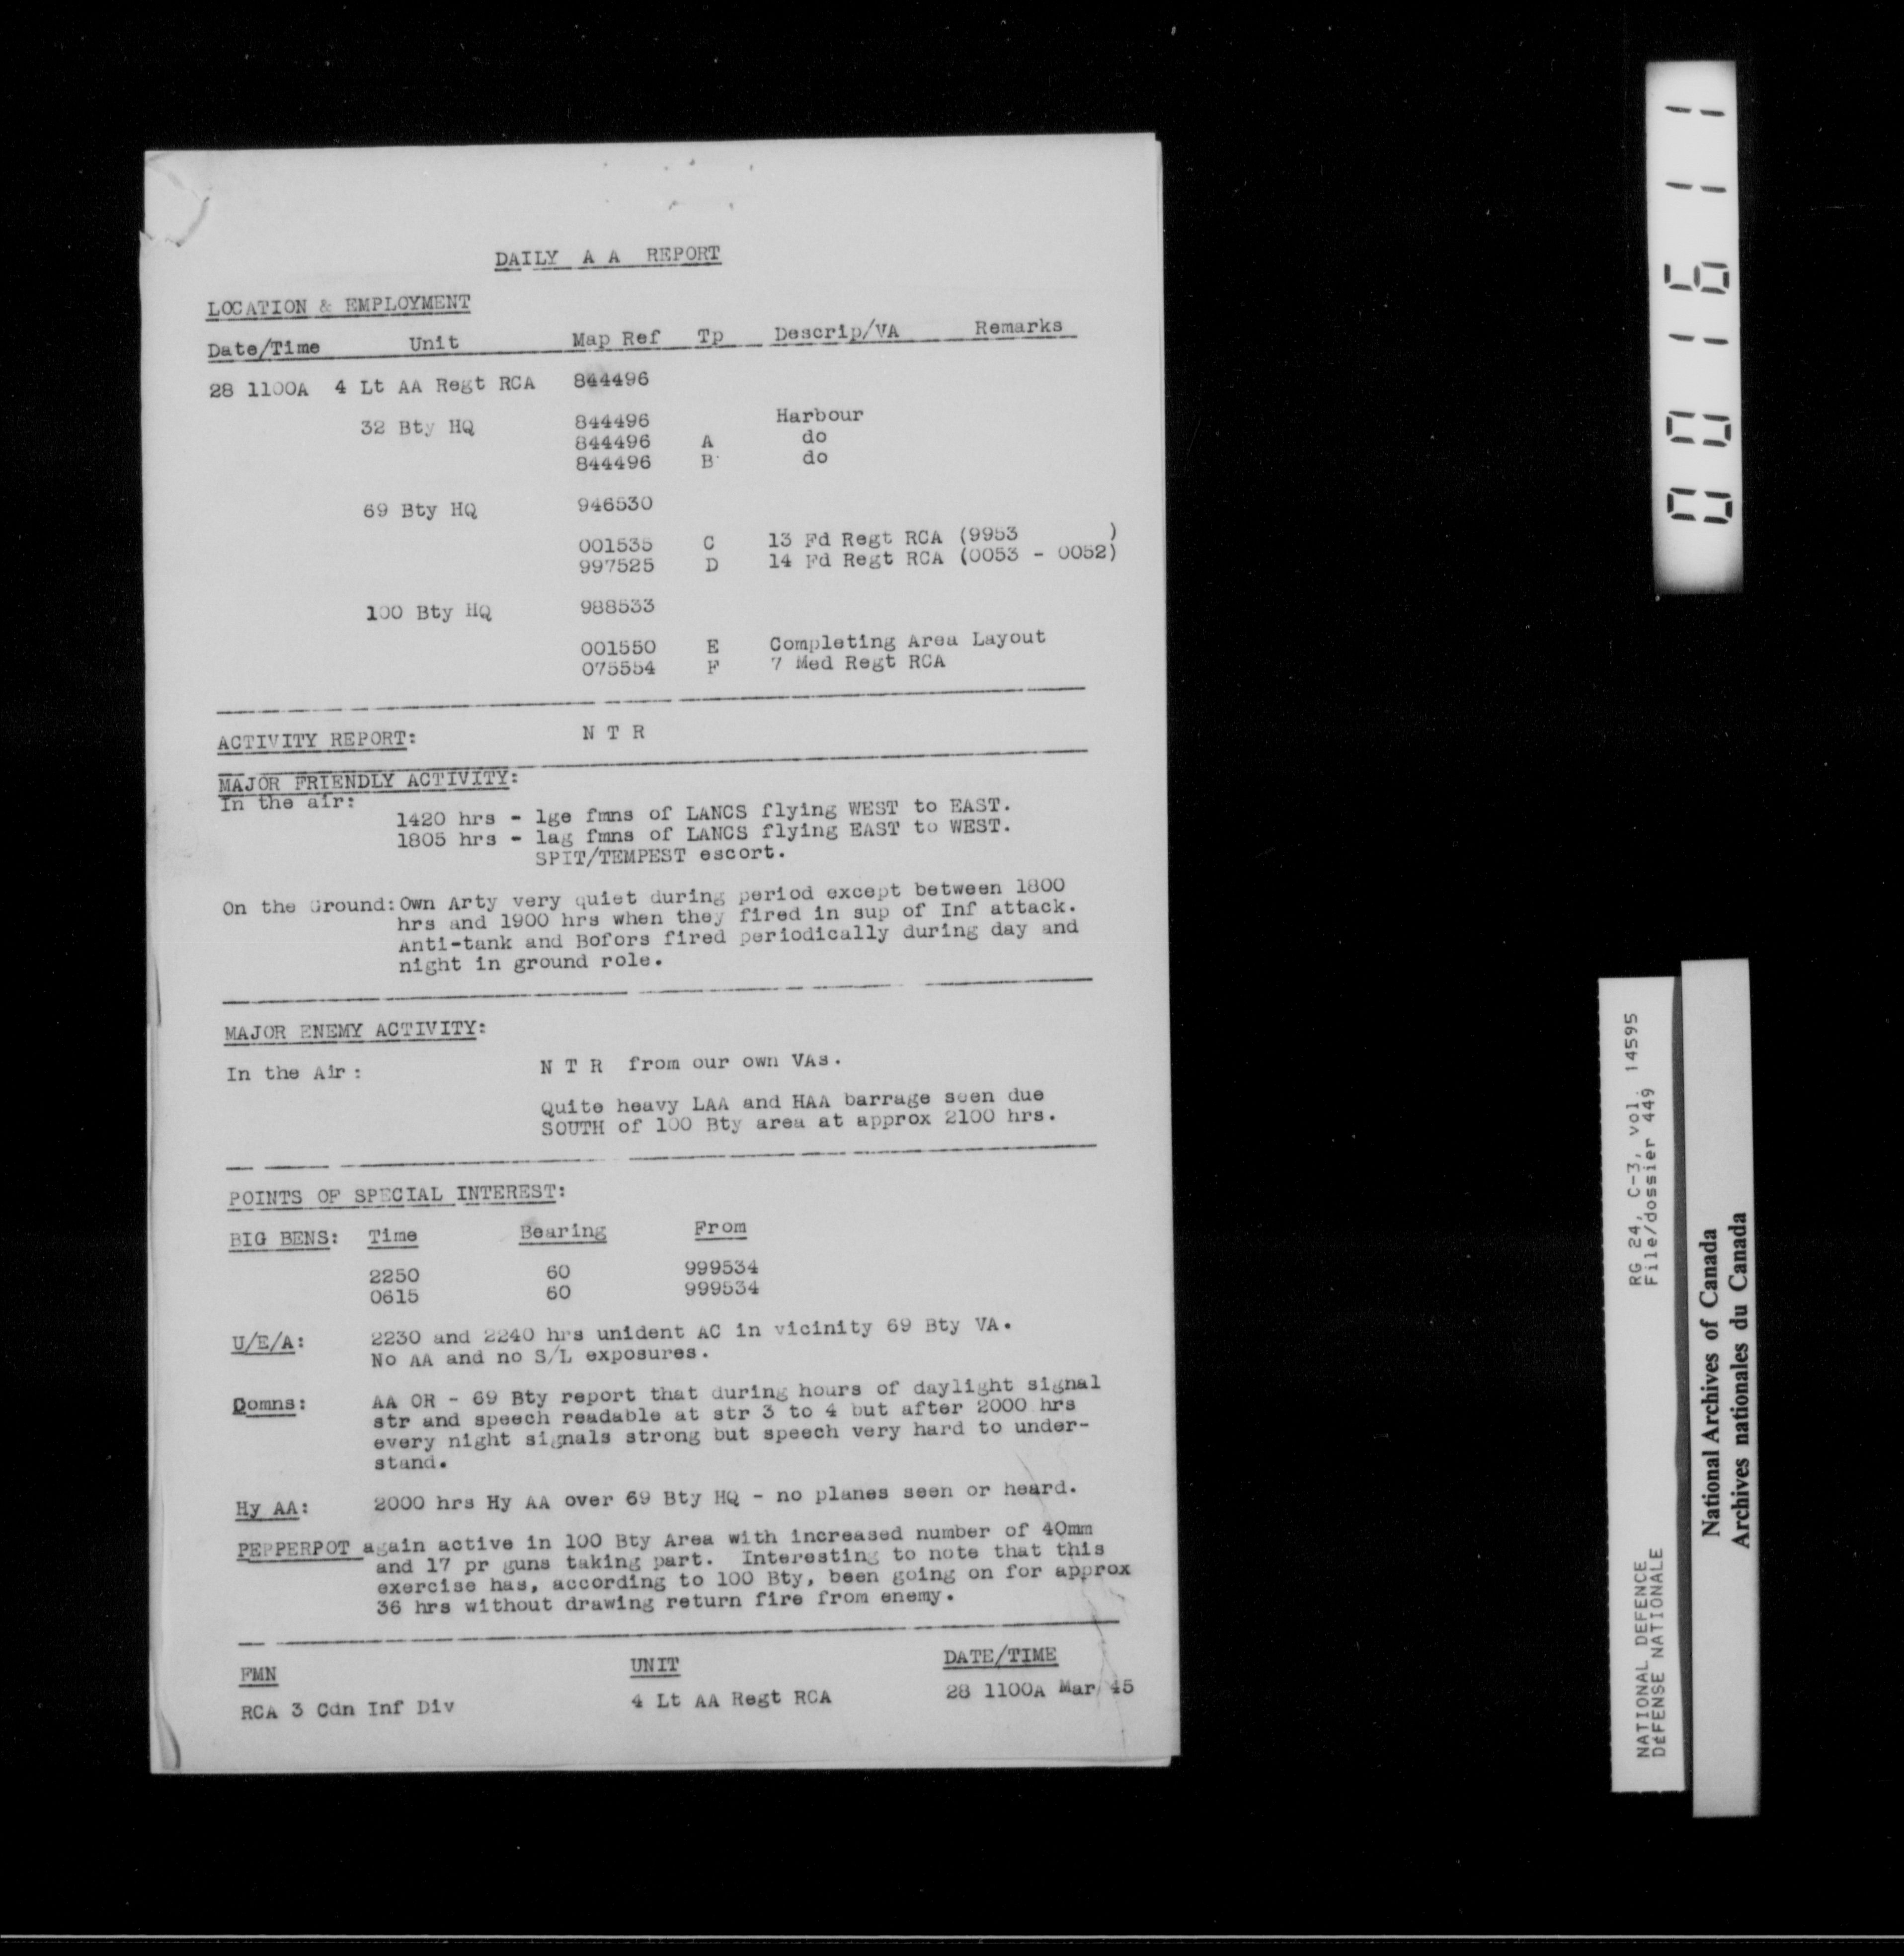 DAILY A A REPORT
LOCATION & EMPLOYMENT
Date/Time Unit Map Ref Tp Descrip/VA Remarks
28 1100A 4 Lt AA Regt RCA 844496
32 Bty HQ 844496 Harbour
844496 A do
844496 B do
69 Bty HQ 946530
001535 C 13 Fd Regt RCA (9953 )
997525 D 14 Fd Regt RCA (0053 - 0052)
100 Bty HQ 988533
001550 E Completing Area Layout
075554 F 7 Med Regt RCA
ACTIVITY REPORT: N T R
MAJOR FRIENDLY ACTIVITY:
In the air:
1420 hrs - lge fmns of LANCS flying WEST to EAST.
1805 hrs - lag fmns of LANCS flying EAST to WEST.
SPIT/TEMPEST escort.
On the Ground: Own Arty very quiet during period except between 1800
hrs and 1900 hrs when they fired in sup of Inf attack.
Anti-tank and Bofors fired periodically during day and
night in ground role.
MAJOR ENEMY ACTIVITY:
In the Air: N T R from our own VAs.
Quite heavy LAA and HAA barrage seen due
SOUTH of 100 Bty area at approx 2100 hrs.
POINTS OF SPECIAL INTEREST:
BIG BENS: Time Bearing From
2250 60 999534
0615 60 999534
U/E/A: 2230 and 2240 hrs unident AC in vicinity 69 Bty VA.
No AA and no S/L exposures.
Comns: AA OR - 69 Bty report that during hours of daylight signal
str and speech readable at str 3 to 4 but after 2000 hrs
every night signals strong but speech very hard to under-
stand.
Hy AA: 2000 hrs Hy AA over 69 Bty HQ - no planes seen or heard.
PEPPERPOT again active in 100 Bty Area with increased number of 40mm
and 17 pr guns taking part. Interesting to note that this
exercise has, according to 100 Bty, been going on for approx
36 hrs without drawing return fire from enemy.
FMN UNIT DATE/TIME
RCA 3 Cdn Inf Div 4 Lt AA Regt RCA 28 1100A Mar 45
NATIONAL DEFENCE RG 24, C-3, vol. 14595
DÉFENSE NATIONALE File/dossier 449
National Archives of Canada
Archives nationales du Canada